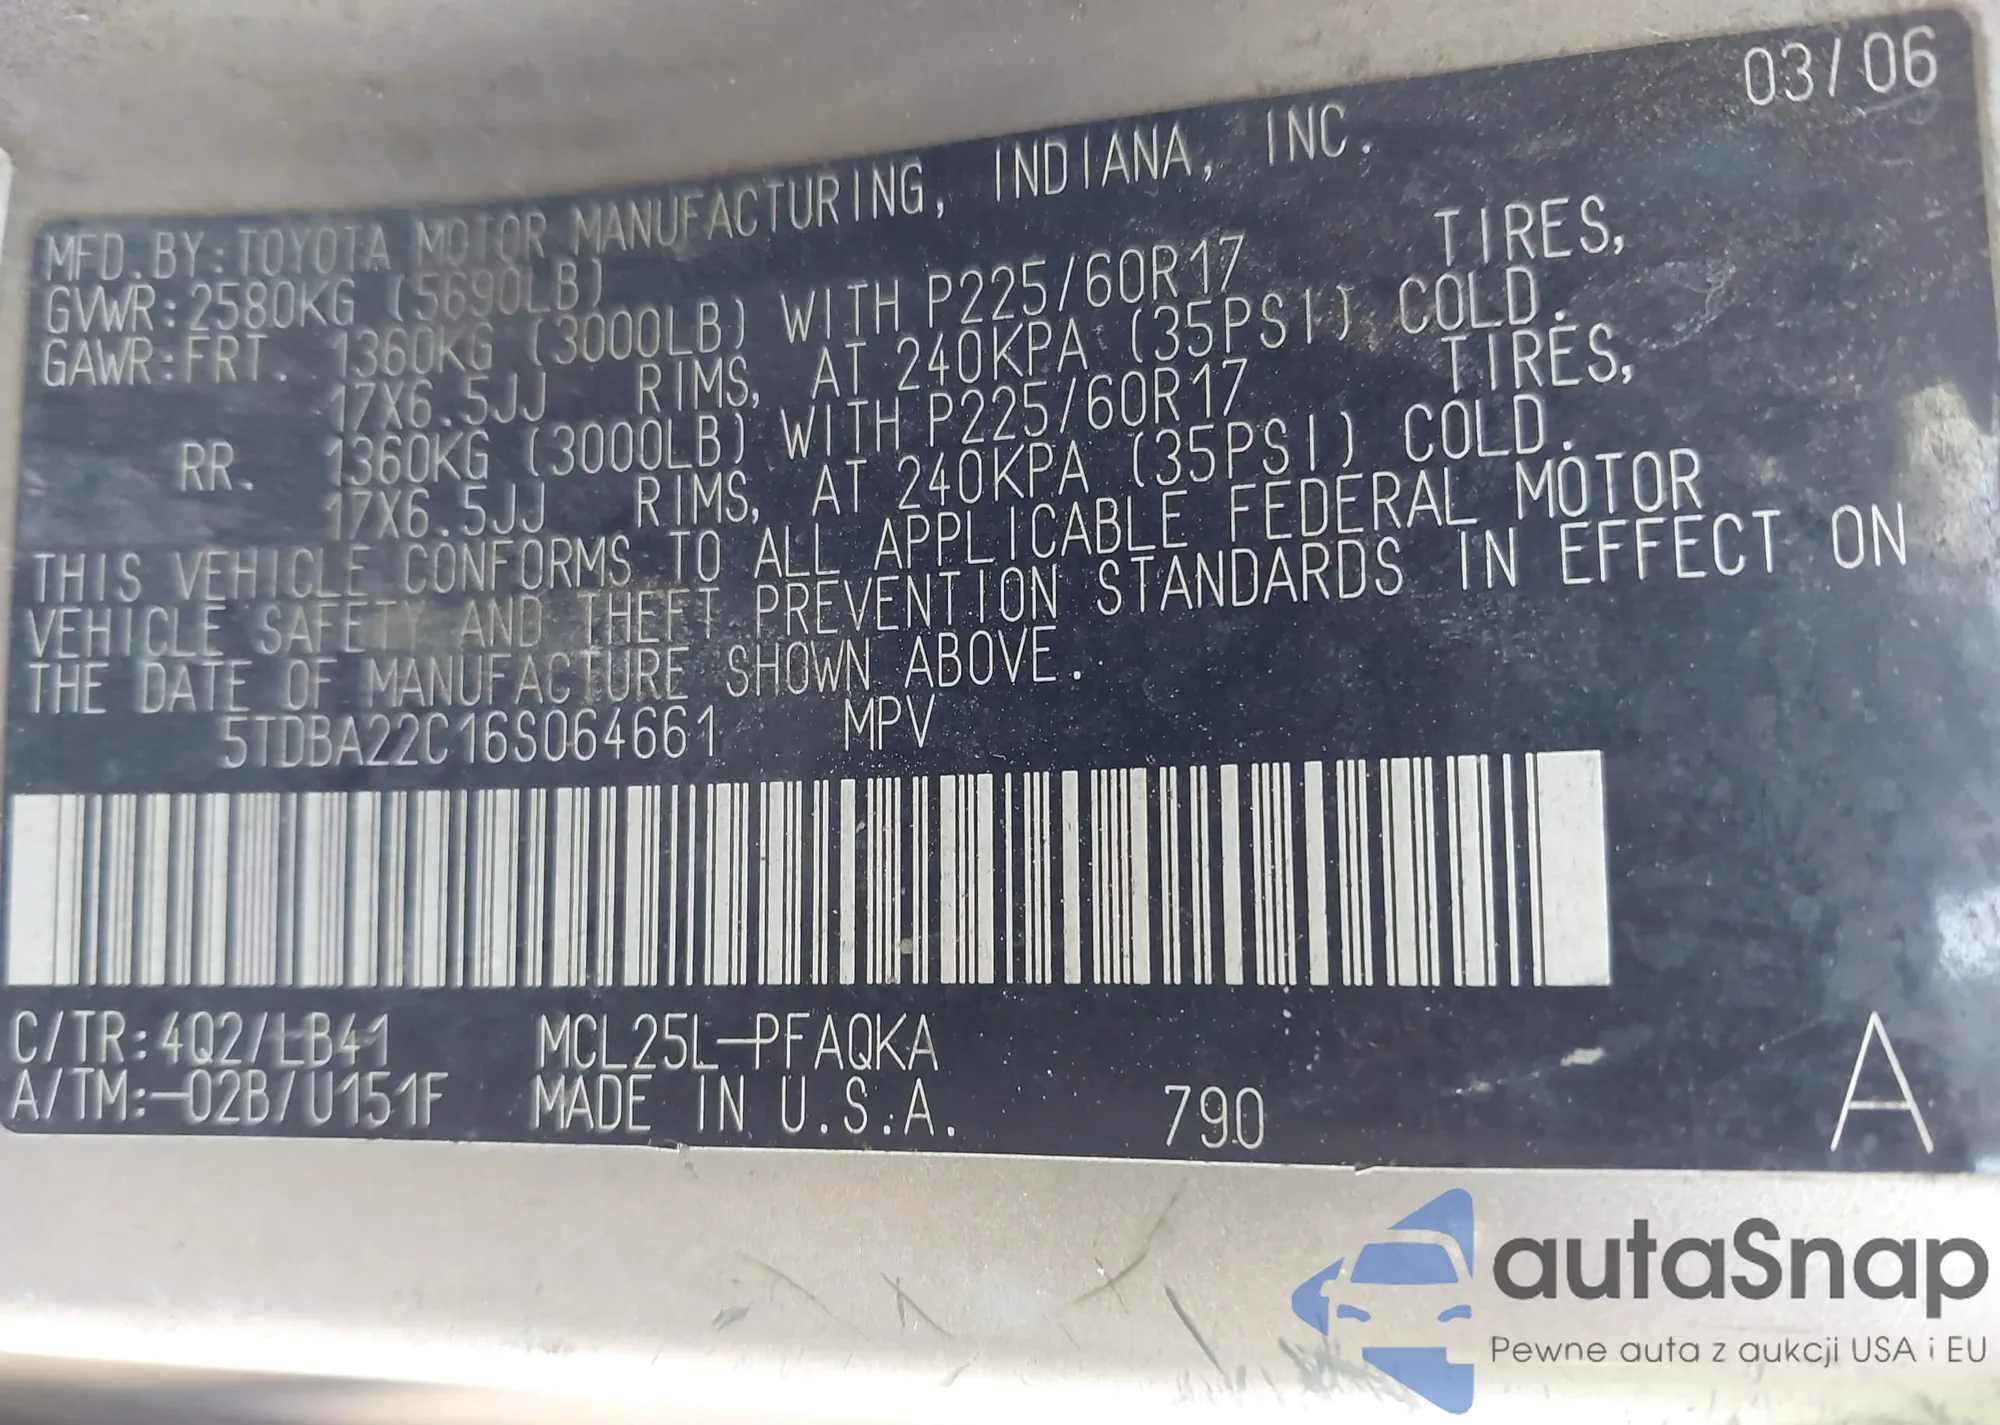 03/06
MFD. BY: TOYOTA MOTOR MANUFACTURING, INDIANA, INC.
GVWR: 2580KG (5690LB)
GAWR: FRT. 1360KG (3000LB) WITH P225/60R17 TIRES,
17X6.5JJ RIMS, AT 240KPA (35PSI) COLD.
RR. 1360KG (3000LB) WITH P225/60R17 TIRES,
17X6.5JJ RIMS, AT 240KPA (35PSI) COLD.
THIS VEHICLE CONFORMS TO ALL APPLICABLE FEDERAL MOTOR
VEHICLE SAFETY AND THEFT PREVENTION STANDARDS IN EFFECT ON
THE DATE OF MANUFACTURE SHOWN ABOVE.
5TDBA22C16S064661 MPV
C/TR: 4Q2/LB41 MCL25L-PFAQKA
A/TM:-02B/U151F MADE IN U.S.A. 790 A
autaSnap
Pewne auta z aukcji USA i EU